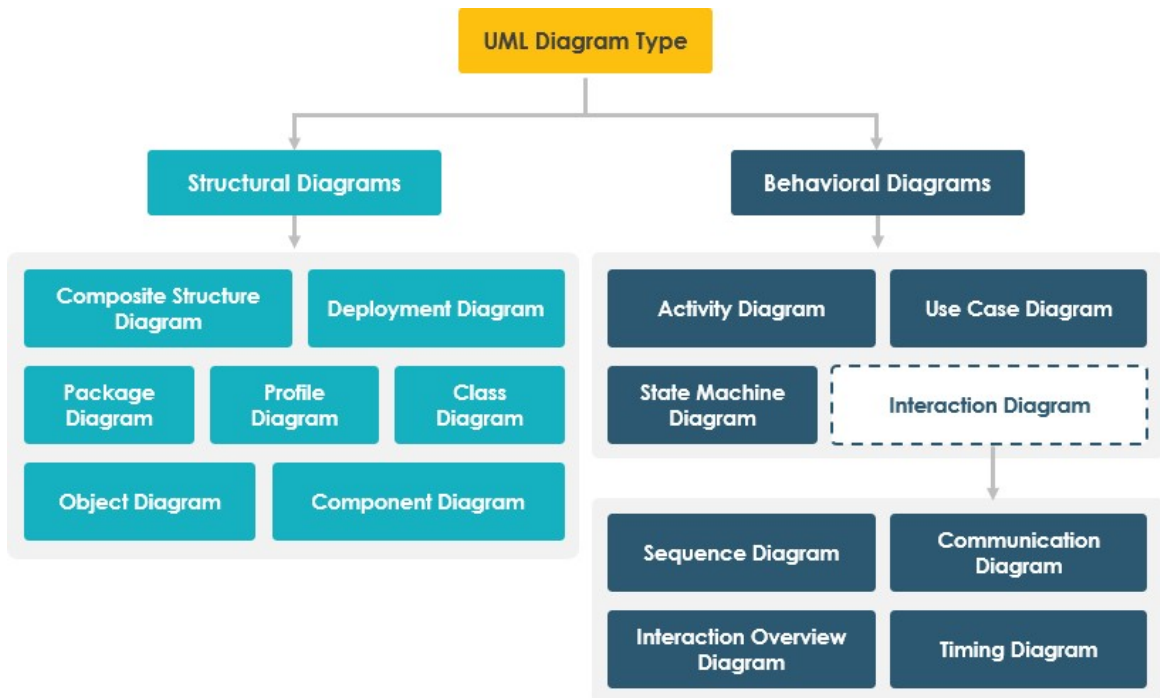 UML Diagram Type
Structural Diagrams
Behavioral Diagrams
Composite Structure
Diagram
Deployment Diagram
Package
Diagram
Profile
Diagram
Class
Diagram
Object Diagram
Component Diagram
Activity Diagram
Use Case Diagram
State Machine
Diagram
Interaction Diagram
Sequence Diagram
Communication
Diagram
Interaction Overview
Diagram
Timing Diagram